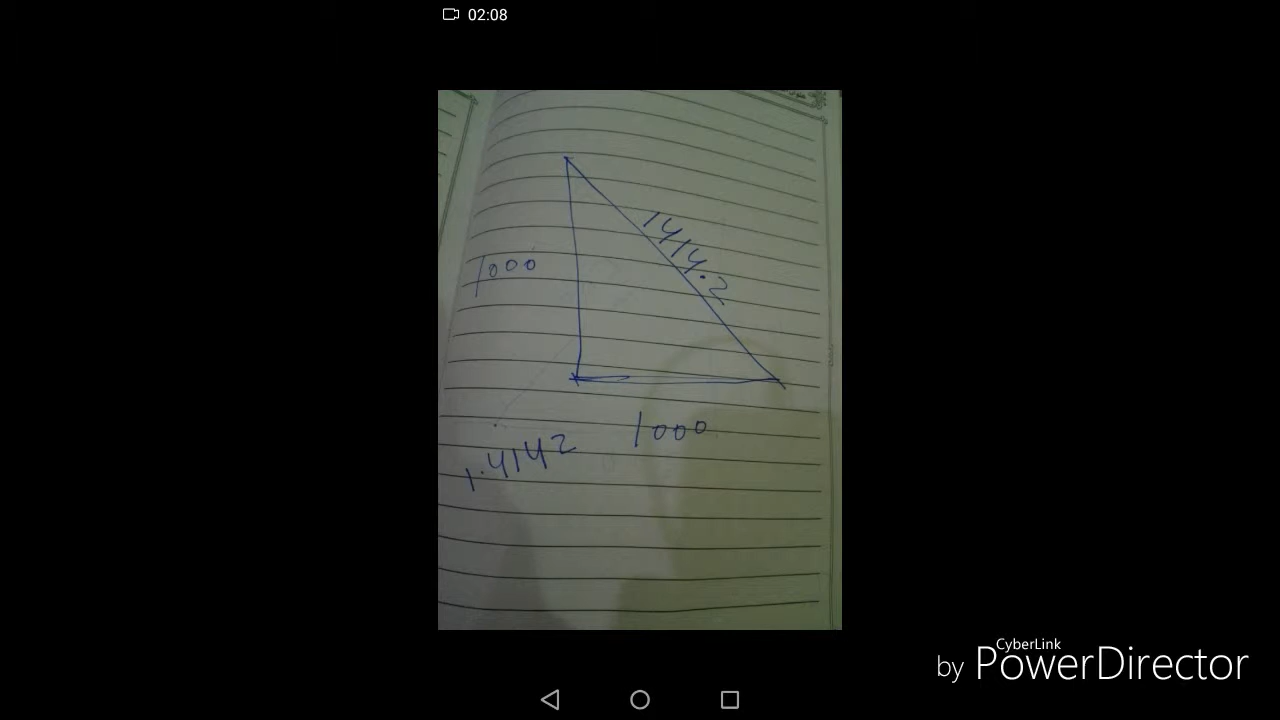 02:08
1414.2
1000
1000
1.4142
CyberLink
by PowerDirector